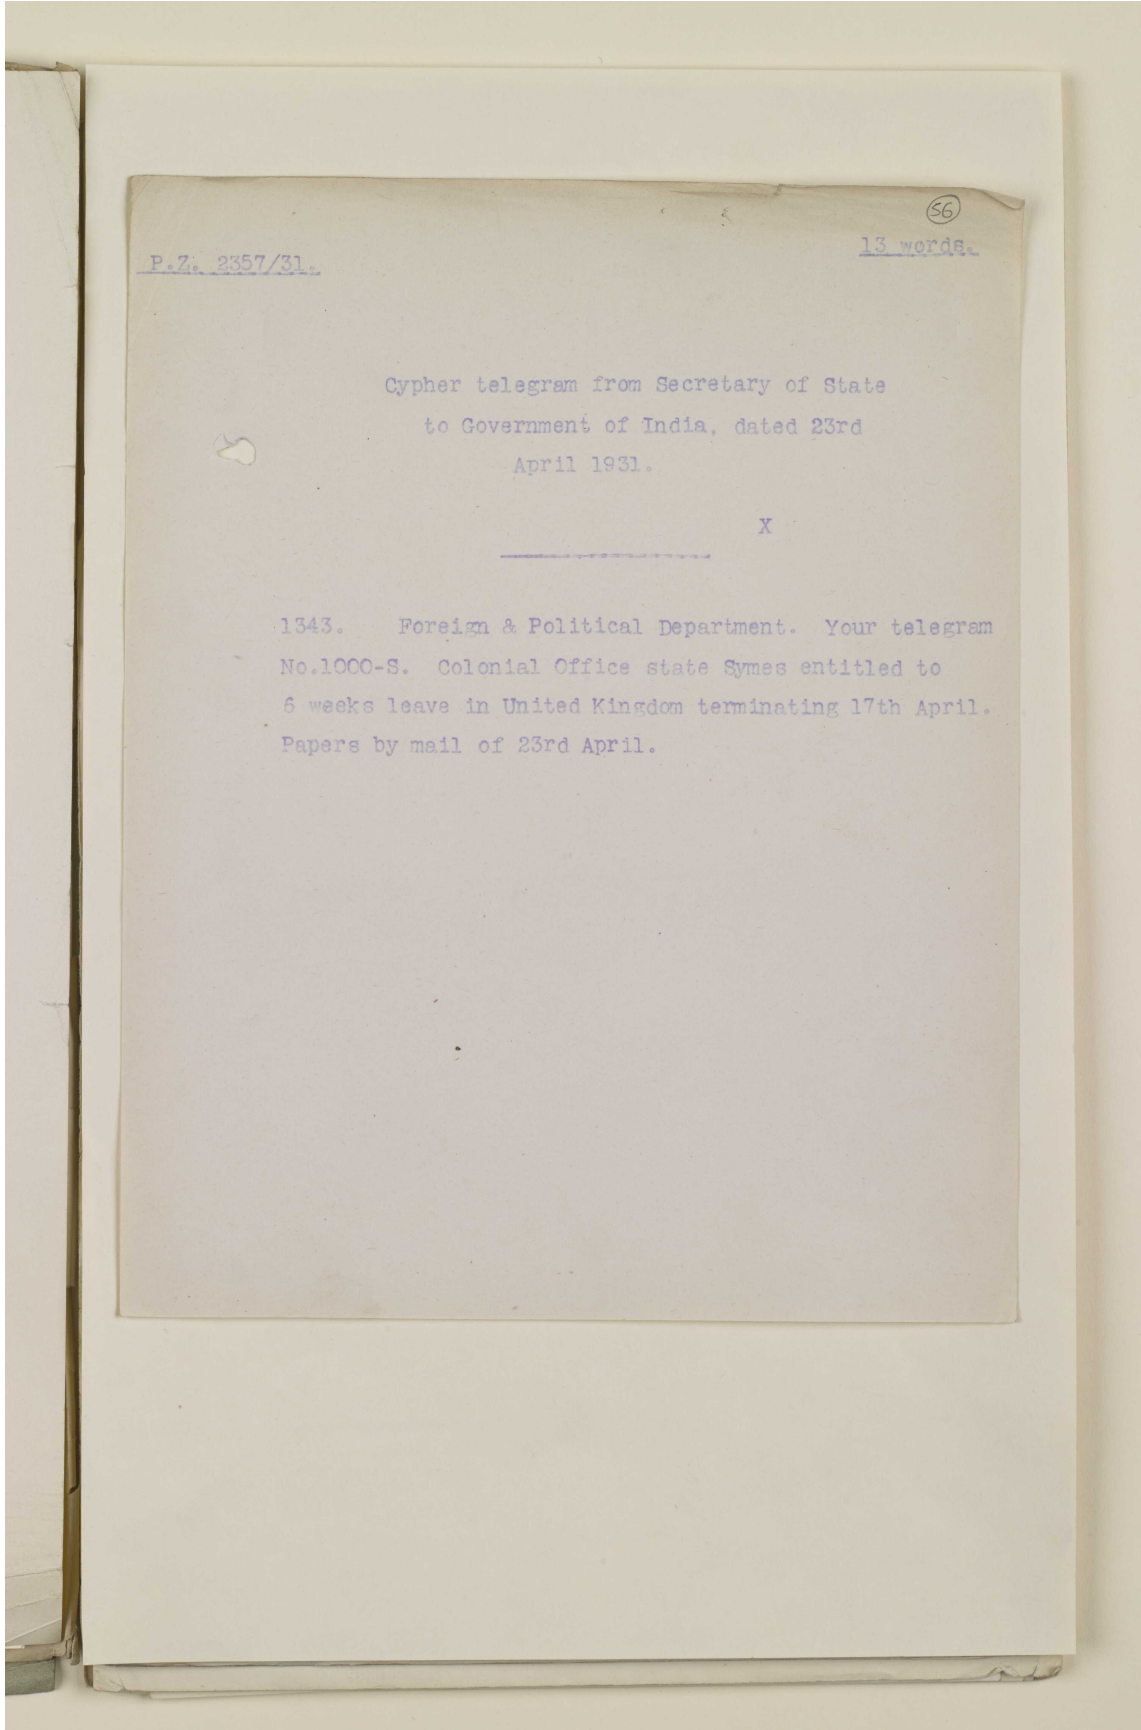 56
13 words.
P.Z. 2357/31.
Cypher telegram from Secretary of State
to Government of India, dated 23rd
April 1931.
X
1343. Foreign & Political Department. Your telegram
No.1000-S. Colonial Office state Symes entitled to
6 weeks leave in United Kingdom terminating 17th April.
Papers by mail of 23rd April.